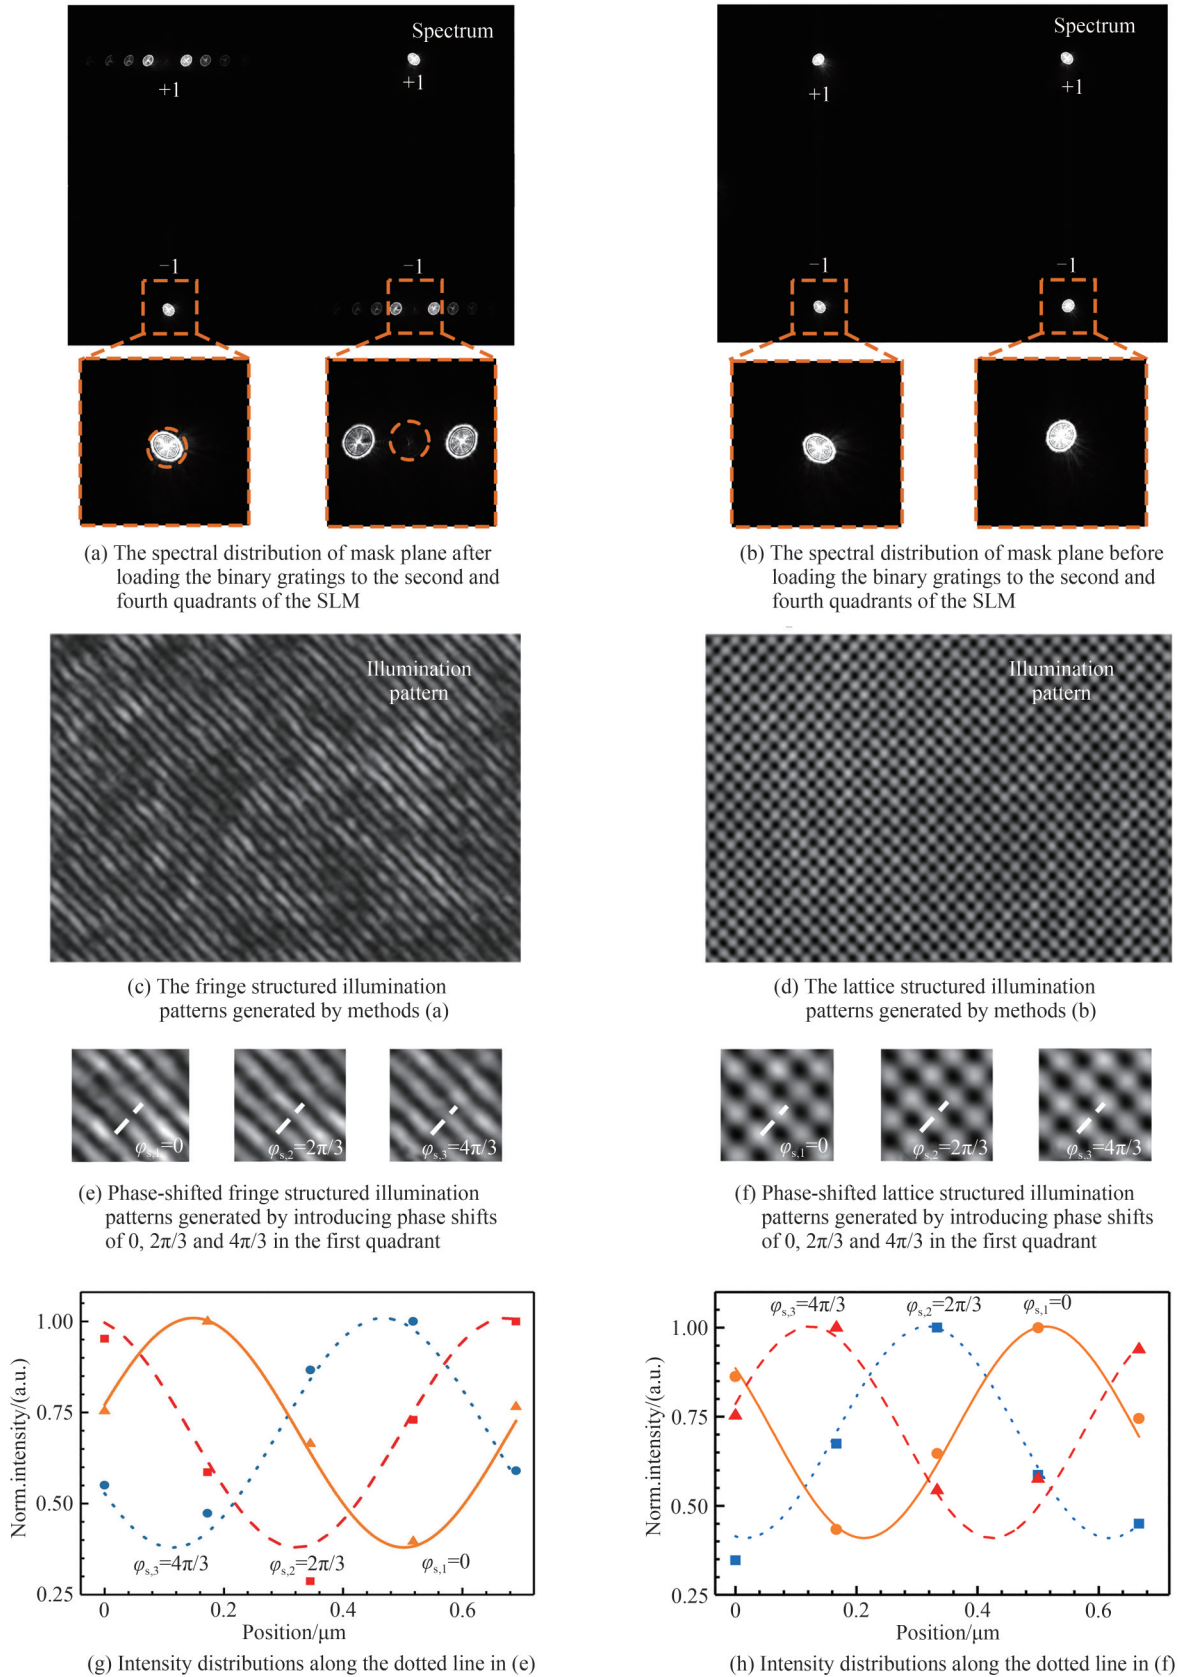 Spectrum
+1
+1
−1
−1
Spectrum
+1
+1
−1
−1
(a) The spectral distribution of mask plane after
loading the binary gratings to the second and
fourth quadrants of the SLM
(b) The spectral distribution of mask plane before
loading the binary gratings to the second and
fourth quadrants of the SLM
Illumination
pattern
Illumination
pattern
(c) The fringe structured illumination
patterns generated by methods (a)
(d) The lattice structured illumination
patterns generated by methods (b)
φs,1=0
φs,2=2π/3
φs,3=4π/3
φs,1=0
φs,2=2π/3
φs,3=4π/3
(e) Phase-shifted fringe structured illumination
patterns generated by introducing phase shifts
of 0, 2π/3 and 4π/3 in the first quadrant
(f) Phase-shifted lattice structured illumination
patterns generated by introducing phase shifts
of 0, 2π/3 and 4π/3 in the first quadrant
Norm.intensity/(a.u.)
1.00
0.75
0.50
0.25
φs,3=4π/3
φs,2=2π/3
φs,1=0
0
0.2
0.4
0.6
Position/μm
(g) Intensity distributions along the dotted line in (e)
Norm.intensity/(a.u.)
1.00
0.75
0.50
0.25
φs,3=4π/3
φs,2=2π/3
φs,1=0
0
0.2
0.4
0.6
Position/μm
(h) Intensity distributions along the dotted line in (f)